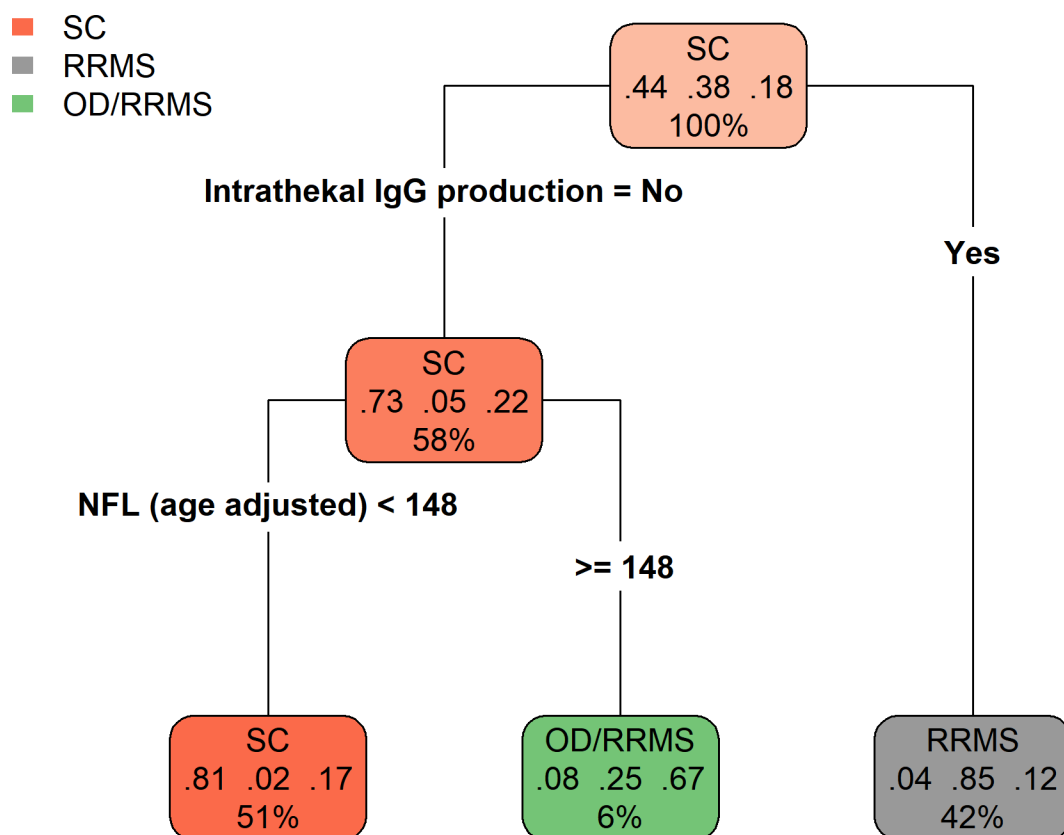 SC
RRMS
OD/RRMS
SC
.44 .38 .18
100%
Intrathekal IgG production = No
Yes
SC
.73 .05 .22
58%
NFL (age adjusted) < 148
>= 148
SC
.81 .02 .17
51%
OD/RRMS
.08 .25 .67
6%
RRMS
.04 .85 .12
42%